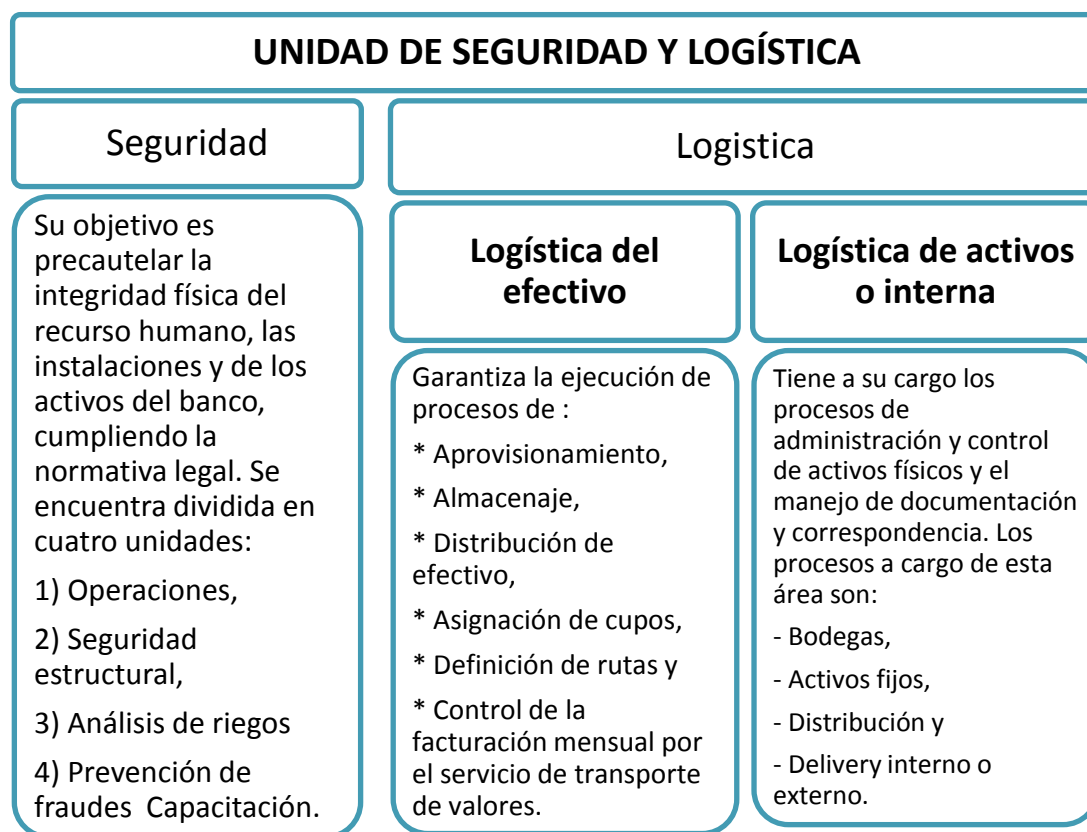 UNIDAD DE SEGURIDAD Y LOGÍSTICA
Seguridad
Su objetivo es
precautelar la
integridad física del
recurso humano, las
instalaciones y de los
activos del banco,
cumpliendo la
normativa legal. Se
encuentra dividida en
cuatro unidades:
1) Operaciones,
2) Seguridad
estructural,
3) Análisis de riegos
4) Prevención de
fraudes Capacitación.
Logistica
Logística del
efectivo
Garantiza la ejecución de
procesos de :
* Aprovisionamiento,
* Almacenaje,
* Distribución de
efectivo,
* Asignación de cupos,
* Definición de rutas y
* Control de la
facturación mensual por
el servicio de transporte
de valores.
Logística de activos
o interna
Tiene a su cargo los
procesos de
administración y control
de activos físicos y el
manejo de documentación
y correspondencia. Los
procesos a cargo de esta
área son:
- Bodegas,
- Activos fijos,
- Distribución y
- Delivery interno o
externo.